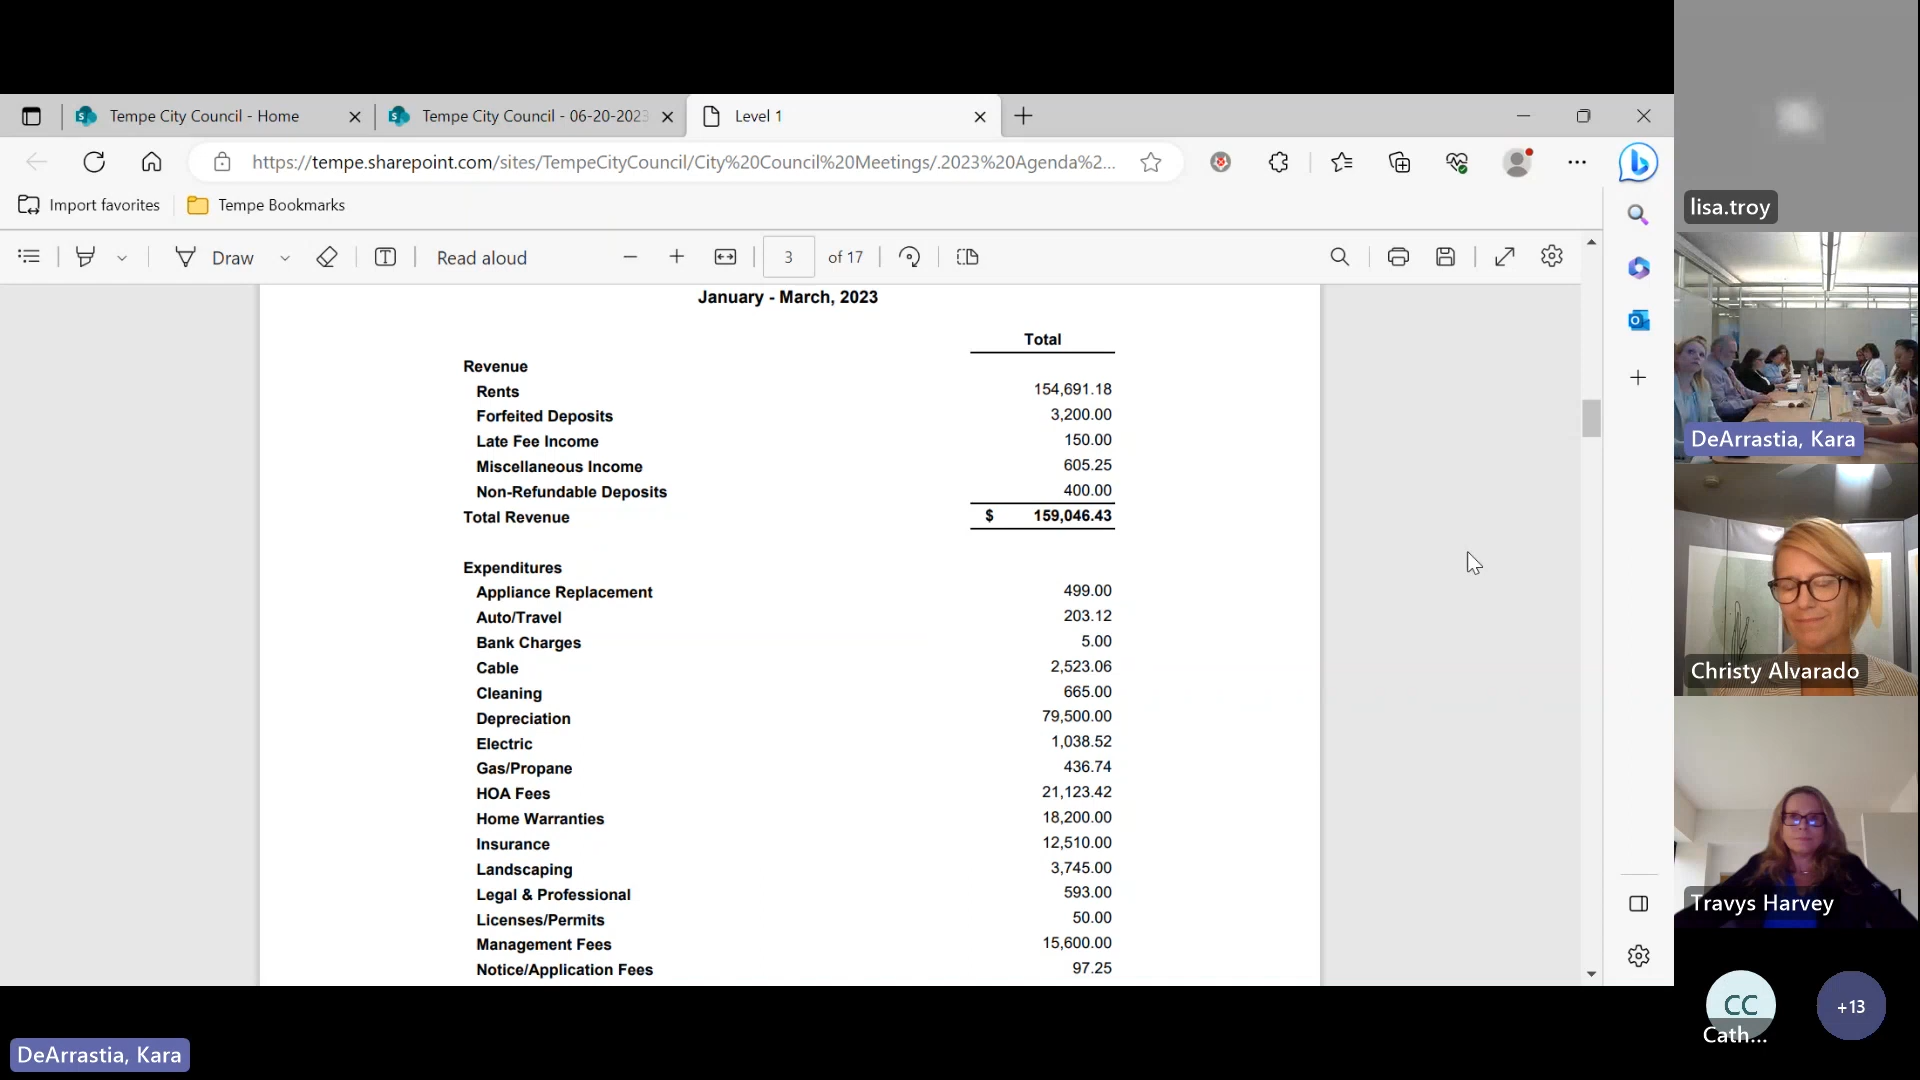 Tempe City Council - Home
Tempe City Council - 06-20-2023
Level 1
https://tempe.sharepoint.com/sites/TempeCityCouncil/City%20Council%20Meetings/.2023%20Agenda%2...
Import favorites
Tempe Bookmarks
Draw
Read aloud
3 of 17
January - March, 2023
Total
Revenue
Rents 154,691.18
Forfeited Deposits 3,200.00
Late Fee Income 150.00
Miscellaneous Income 605.25
Non-Refundable Deposits 400.00
Total Revenue $ 159,046.43
Expenditures
Appliance Replacement 499.00
Auto/Travel 203.12
Bank Charges 5.00
Cable 2,523.06
Cleaning 665.00
Depreciation 79,500.00
Electric 1,038.52
Gas/Propane 436.74
HOA Fees 21,123.42
Home Warranties 18,200.00
Insurance 12,510.00
Landscaping 3,745.00
Legal & Professional 593.00
Licenses/Permits 50.00
Management Fees 15,600.00
Notice/Application Fees 97.25
lisa.troy
DeArrastia, Kara
Christy Alvarado
Travys Harvey
CC
Cath...
+13
DeArrastia, Kara